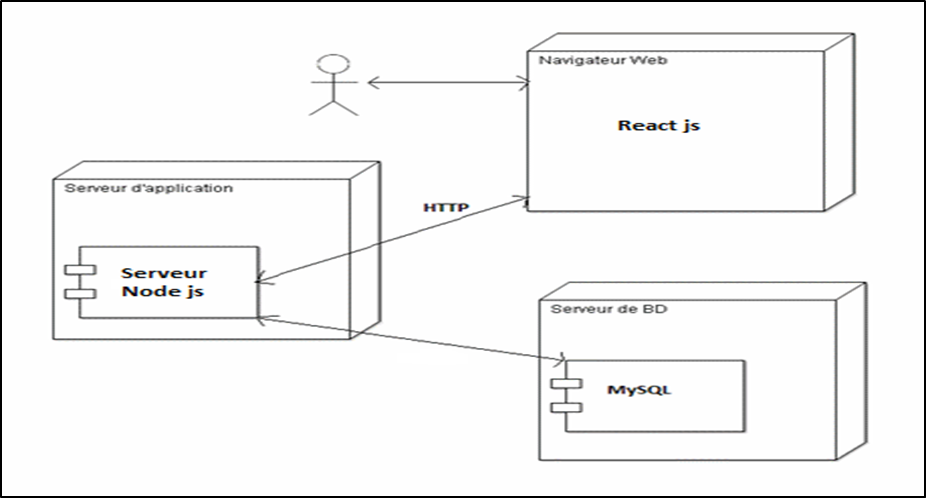 Navigateur Web
React js
Serveur d'application
HTTP
Serveur
Node js
Serveur de BD
MySQL